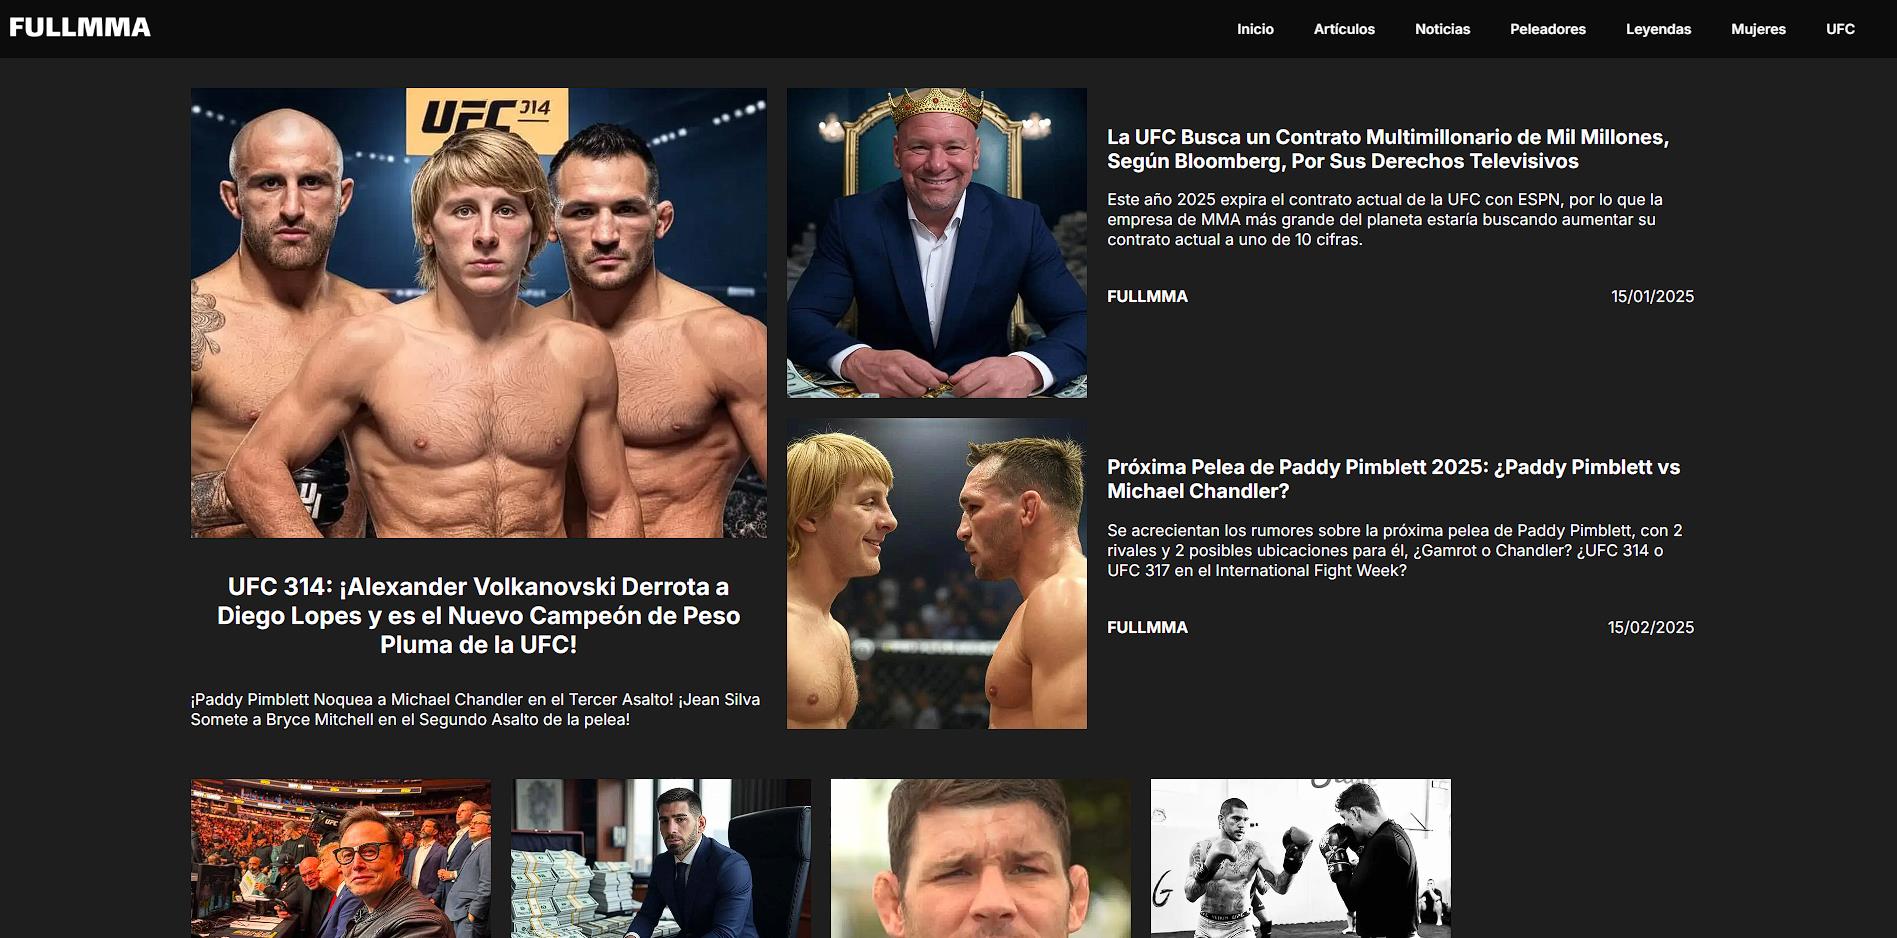 FULLMMA
Inicio
Artículos
Noticias
Peleadores
Leyendas
Mujeres
UFC
UFC 314
UFC 314: ¡Alexander Volkanovski Derrota a
Diego Lopes y es el Nuevo Campeón de Peso
Pluma de la UFC!
¡Paddy Pimblett Noquea a Michael Chandler en el Tercer Asalto! ¡Jean Silva
Somete a Bryce Mitchell en el Segundo Asalto de la pelea!
La UFC Busca un Contrato Multimillonario de Mil Millones,
Según Bloomberg, Por Sus Derechos Televisivos
Este año 2025 expira el contrato actual de la UFC con ESPN, por lo que la
empresa de MMA más grande del planeta estaría buscando aumentar su
contrato actual a uno de 10 cifras.
FULLMMA
15/01/2025
Próxima Pelea de Paddy Pimblett 2025: ¿Paddy Pimblett vs
Michael Chandler?
Se acrecientan los rumores sobre la próxima pelea de Paddy Pimblett, con 2
rivales y 2 posibles ubicaciones para él, ¿Gamrot o Chandler? ¿UFC 314 o
UFC 317 en el International Fight Week?
FULLMMA
15/02/2025
UFC